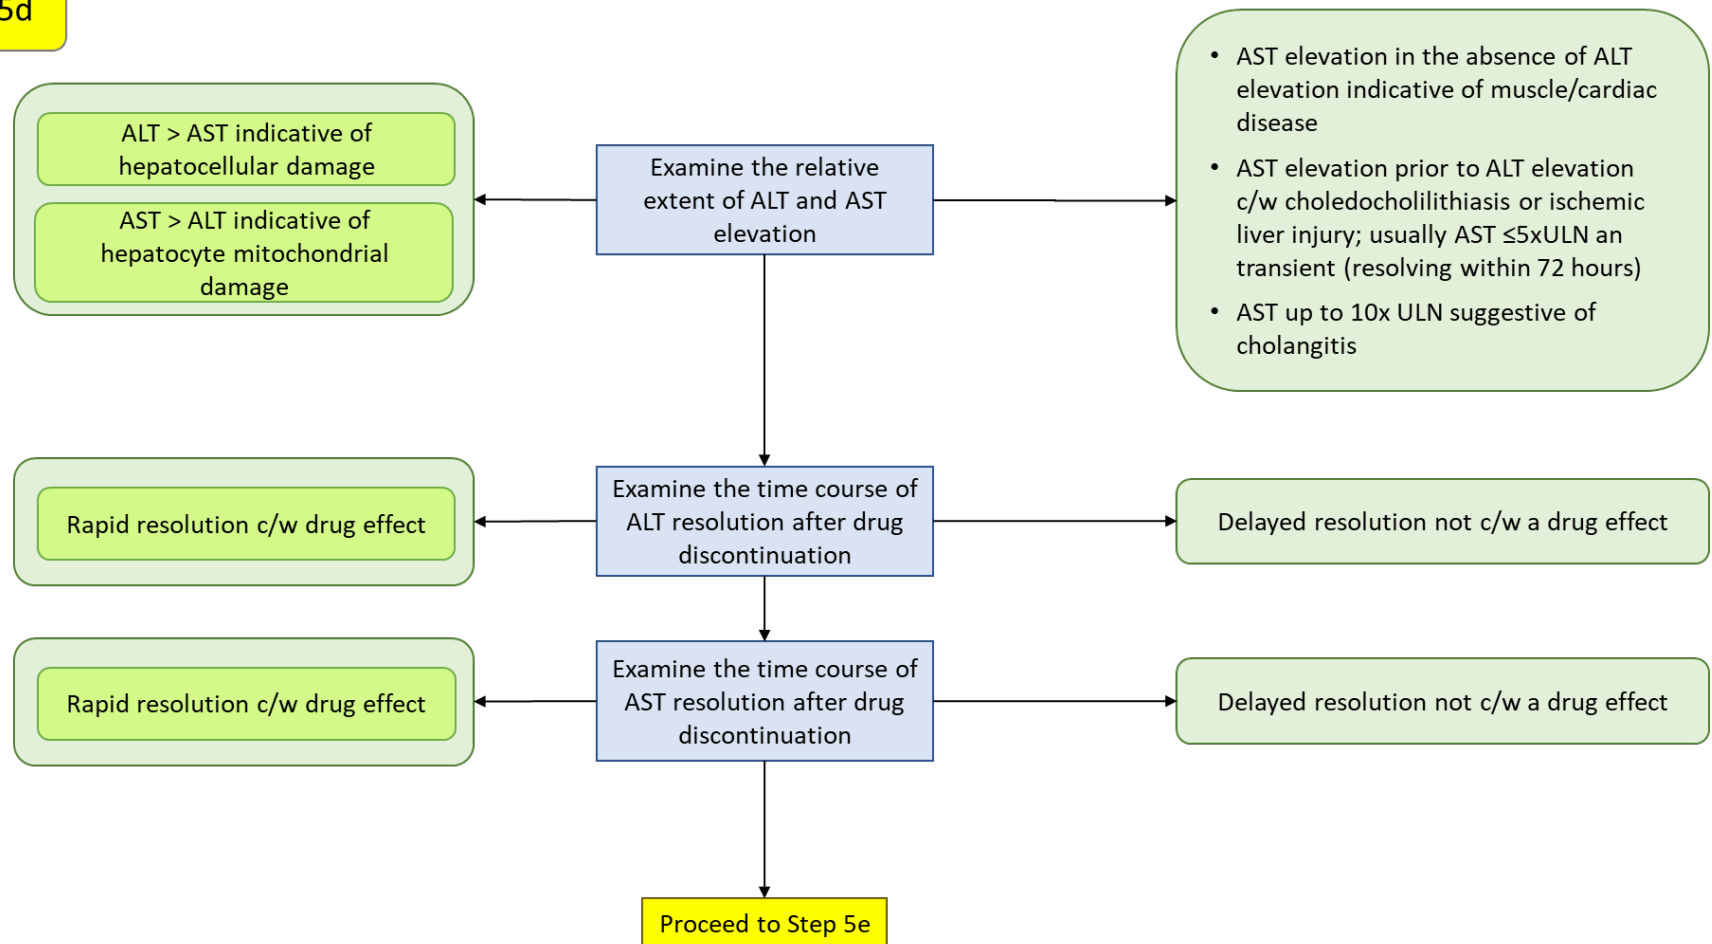 5d
ALT > AST indicative of
hepatocellular damage
AST > ALT indicative of
hepatocyte mitochondrial
damage
Examine the relative
extent of ALT and AST
elevation
• AST elevation in the absence of ALT
elevation indicative of muscle/cardiac
disease
• AST elevation prior to ALT elevation
c/w choledocholilithiasis or ischemic
liver injury; usually AST ≤5xULN an
transient (resolving within 72 hours)
• AST up to 10x ULN suggestive of
cholangitis
Rapid resolution c/w drug effect
Examine the time course of
ALT resolution after drug
discontinuation
Delayed resolution not c/w a drug effect
Rapid resolution c/w drug effect
Examine the time course of
AST resolution after drug
discontinuation
Delayed resolution not c/w a drug effect
Proceed to Step 5e